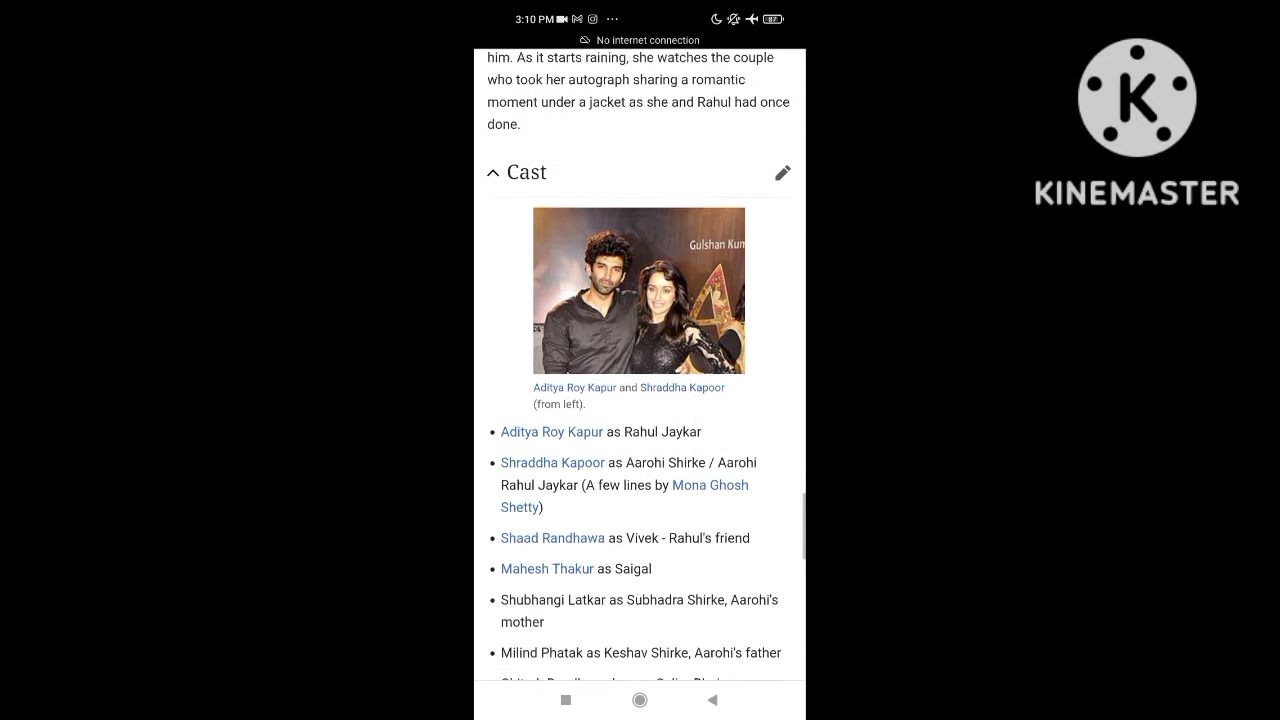 3:10 PM
87
No internet connection
him. As it starts raining, she watches the couple
who took her autograph sharing a romantic
moment under a jacket as she and Rahul had once
done.
Cast
Gulshan Kum
Aditya Roy Kapur and Shraddha Kapoor
(from left).
• Aditya Roy Kapur as Rahul Jaykar
• Shraddha Kapoor as Aarohi Shirke / Aarohi
Rahul Jaykar (A few lines by Mona Ghosh
Shetty)
• Shaad Randhawa as Vivek - Rahul's friend
• Mahesh Thakur as Saigal
• Shubhangi Latkar as Subhadra Shirke, Aarohi's
mother
• Milind Phatak as Keshav Shirke, Aarohi's father
K
KINEMASTER